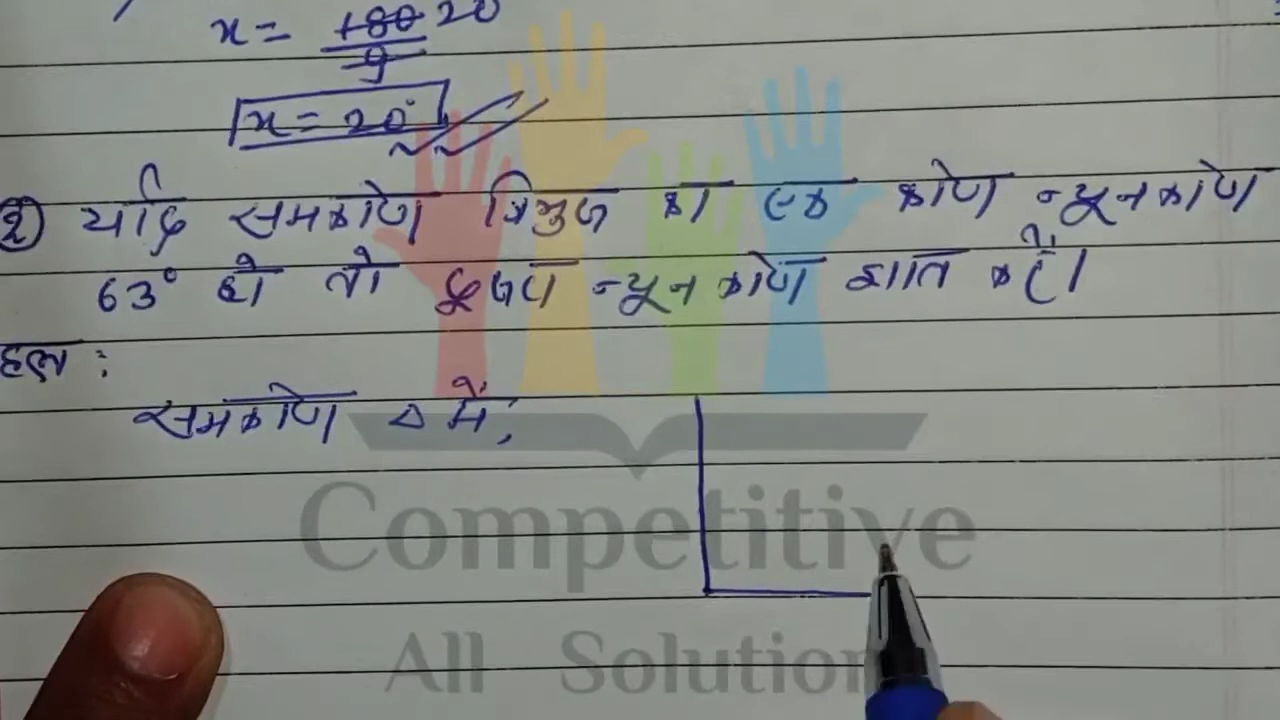 x = 180 20
9
x = 20°
2) यदि समकोण त्रिभुज का एक कोण न्यूनकोण
63° हो तो दूसरा न्यूनकोण ज्ञात करें।
हल :
समकोण △ में,
Competitive
All Solution